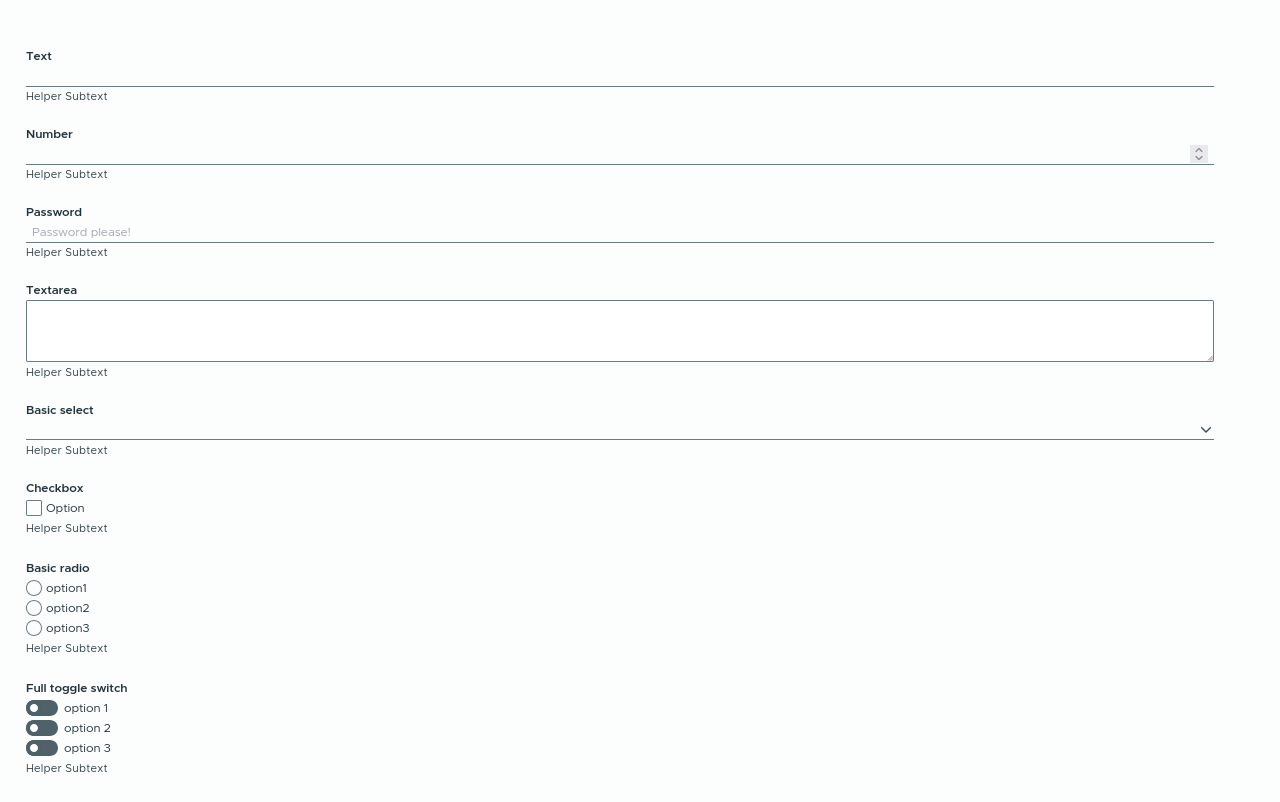 Text
Helper Subtext
Number
Helper Subtext
Password
Password please!
Helper Subtext
Textarea
Helper Subtext
Basic select
Helper Subtext
Checkbox
Option
Helper Subtext
Basic radio
option1
option2
option3
Helper Subtext
Full toggle switch
option 1
option 2
option 3
Helper Subtext